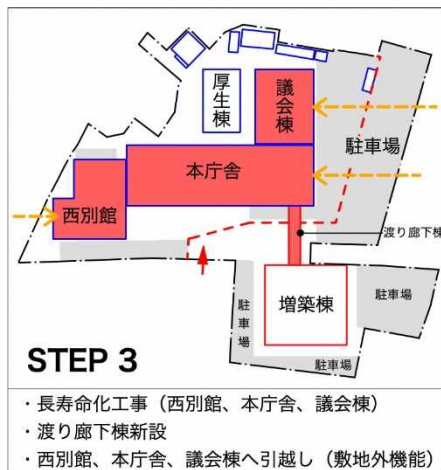 厚生棟
議会棟
駐車場
本庁舎
西別館
渡り廊下棟
増築棟
駐車場
駐車場
駐車場
STEP 3
・長寿命化工事（西別館、本庁舎、議会棟）
・渡り廊下棟新設
・西別館、本庁舎、議会棟へ引越し（敷地外機能）